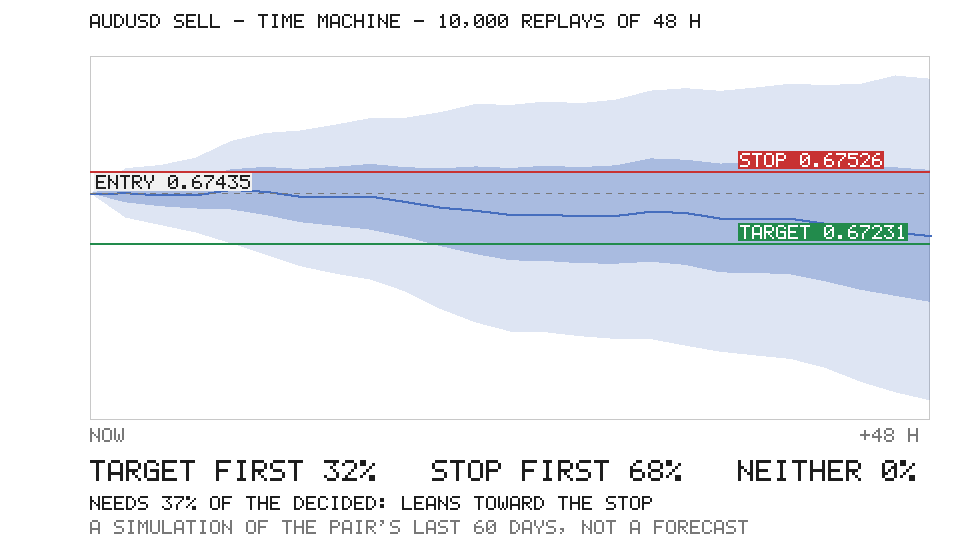 AUDUSD SELL – TIME MACHINE – 10,000 REPLAYS OF 48 H
STOP 0.67526
ENTRY 0.67435
TARGET 0.67231
NOW +48 H
TARGET FIRST 32% STOP FIRST 68% NEITHER 0%
NEEDS 37% OF THE DECIDED: LEANS TOWARD THE STOP
A SIMULATION OF THE PAIR'S LAST 60 DAYS, NOT A FORECAST